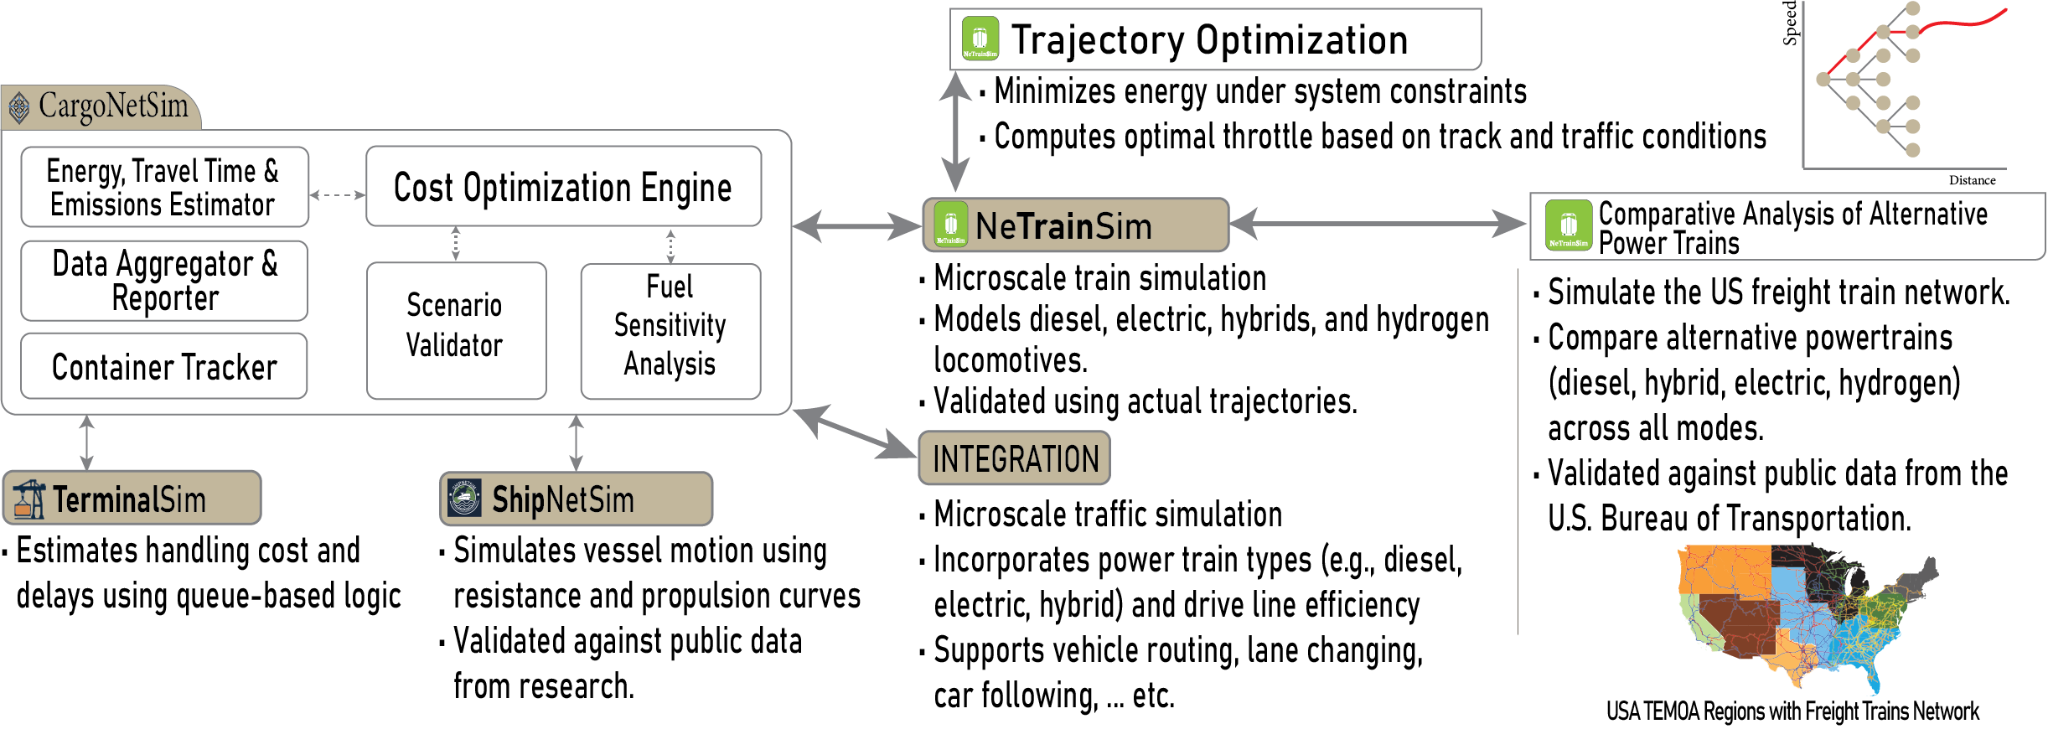 CargoNetSim
Energy, Travel Time &
Emissions Estimator
Data Aggregator &
Reporter
Container Tracker
Cost Optimization Engine
Scenario
Validator
Fuel
Sensitivity
Analysis
TerminalSim
· Estimates handling cost and
delays using queue-based logic
ShipNetSim
· Simulates vessel motion using
resistance and propulsion curves
· Validated against public data
from research.
NeTrainSim
Trajectory Optimization
· Minimizes energy under system constraints
· Computes optimal throttle based on track and traffic conditions
NeTrainSim
· Microscale train simulation
· Models diesel, electric, hybrids, and hydrogen
locomotives.
· Validated using actual trajectories.
INTEGRATION
· Microscale traffic simulation
· Incorporates power train types (e.g., diesel,
electric, hybrid) and drive line efficiency
· Supports vehicle routing, lane changing,
car following, ... etc.
Speed
Distance
NeTrainSim
Comparative Analysis of Alternative
Power Trains
· Simulate the US freight train network.
· Compare alternative powertrains
(diesel, hybrid, electric, hydrogen)
across all modes.
· Validated against public data from the
U.S. Bureau of Transportation.
USA TEMOA Regions with Freight Trains Network